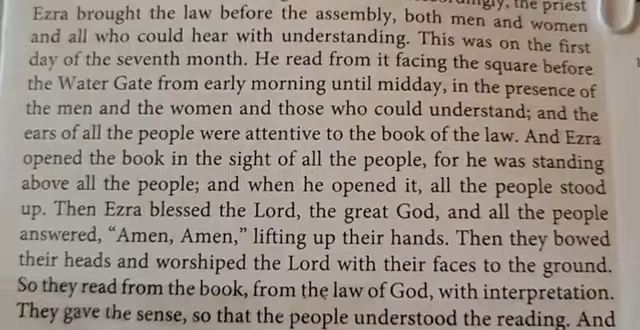 the priest
Ezra brought the law before the assembly, both men and women
and all who could hear with understanding. This was on the first
day of the seventh month. He read from it facing the square before
the Water Gate from early morning until midday, in the presence of
the men and the women and those who could understand; and the
ears of all the people were attentive to the book of the law. And Ezra
opened the book in the sight of all the people, for he was standing
above all the people; and when he opened it, all the people stood
up. Then Ezra blessed the Lord, the great God, and all the people
answered, “Amen, Amen,” lifting up their hands. Then they bowed
their heads and worshiped the Lord with their faces to the ground.
So they read from the book, from the law of God, with interpretation.
They gave the sense, so that the people understood the reading. And